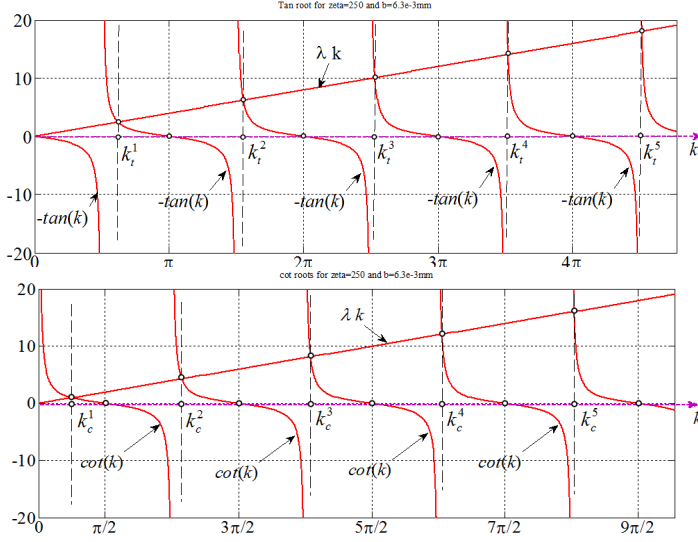 Tan root for zeta=250 and b=6.3e-3mm
20
10
0
-10
-20
λ k
k_t^1
k_t^2
k_t^3
k_t^4
k_t^5
k
-tan(k)
-tan(k)
-tan(k)
-tan(k)
-tan(k)
0
π
2π
3π
4π
cot roots for zeta=250 and b=6.3e-3mm
20
10
0
-10
-20
λ k
k_c^1
k_c^2
k_c^3
k_c^4
k_c^5
k
cot(k)
cot(k)
cot(k)
cot(k)
0
π/2
3π/2
5π/2
7π/2
9π/2